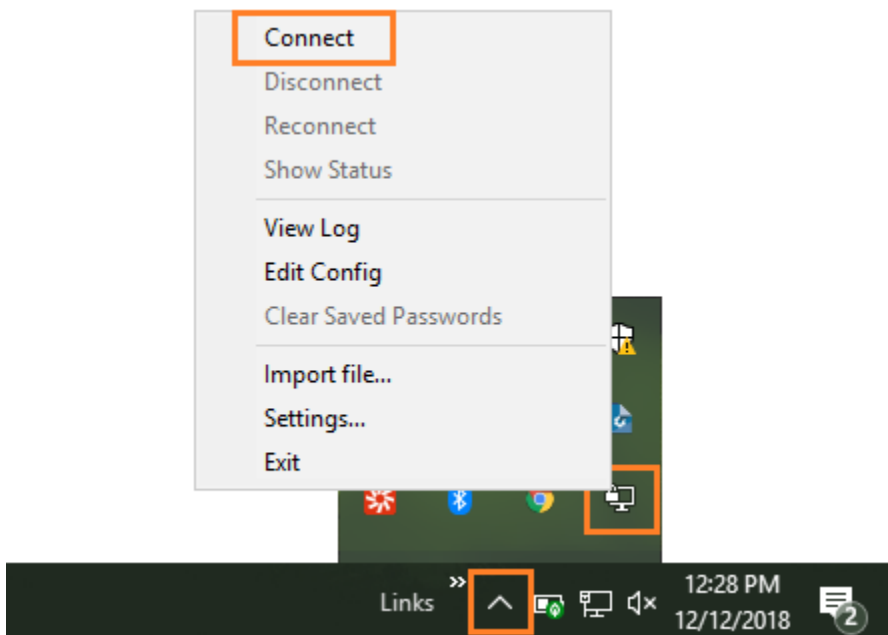 Connect
Disconnect
Reconnect
Show Status
View Log
Edit Config
Clear Saved Passwords
Import file...
Settings...
Exit
Links »
12:28 PM
12/12/2018
2